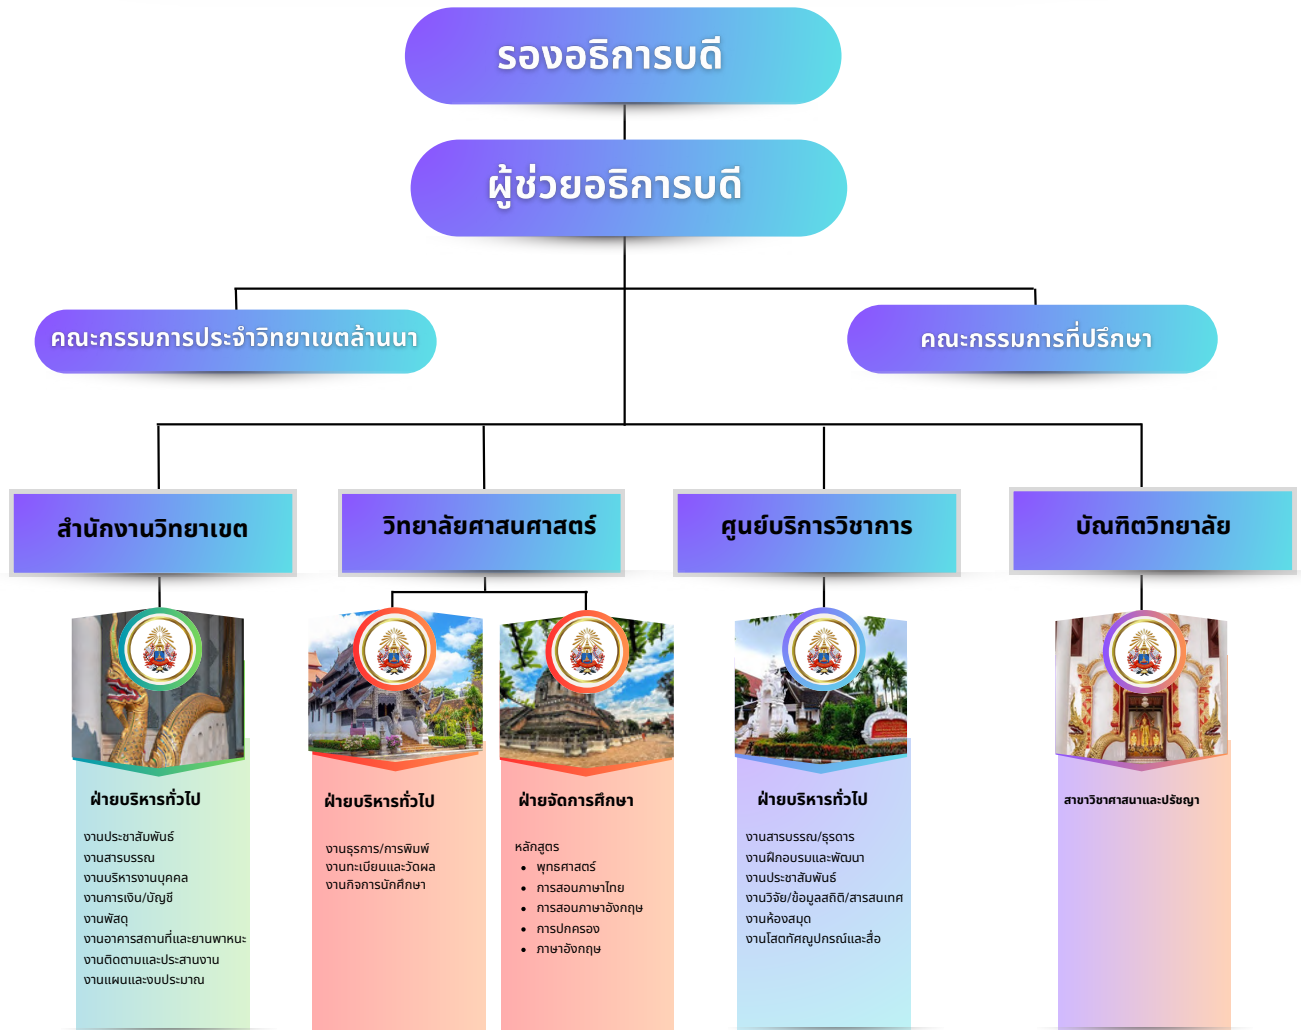 รองอธิการบดี
ผู้ช่วยอธิการบดี
คณะกรรมการประจำวิทยาเขตล้านนา
คณะกรรมการที่ปรึกษา
สำนักงานวิทยาเขต
วิทยาลัยศาสนศาสตร์
ศูนย์บริการวิชาการ
บัณฑิตวิทยาลัย
ฝ่ายบริหารทั่วไป
งานประชาสัมพันธ์
งานสารบรรณ
งานบริหารงานบุคคล
งานการเงิน/บัญชี
งานพัสดุ
งานอาคารสถานที่และยานพาหนะ
งานติดตามและประสานงาน
งานแผนและงบประมาณ
ฝ่ายบริหารทั่วไป
งานธุรการ/การพิมพ์
งานทะเบียนและวัดผล
งานกิจการนักศึกษา
ฝ่ายจัดการศึกษา
หลักสูตร
• พุทธศาสตร์
• การสอนภาษาไทย
• การสอนภาษาอังกฤษ
• การปกครอง
• ภาษาอังกฤษ
ฝ่ายบริหารทั่วไป
งานสารบรรณ/ธุรดาร
งานฝึกอบรมและพัฒนา
งานประชาสัมพันธ์
งานวิจัย/ข้อมูลสถิติ/สารสนเทศ
งานห้องสมุด
งานโสตทัศณูปกรณ์และสื่อ
สาขาวิชาศาสนาและปรัชญา